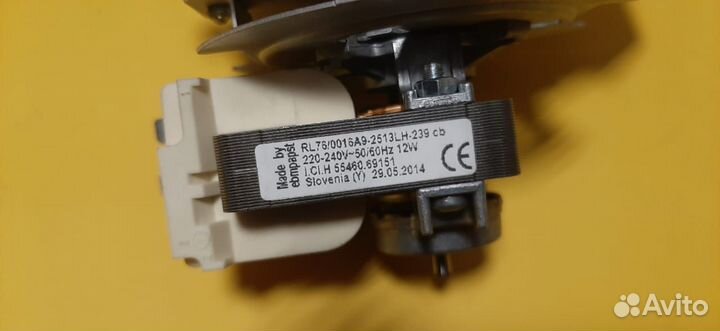 Made by
ebmpapst
RL76/0016A9-2513LH-239 cb
220-240V~50/60Hz 12W
I.Cl.H 55460.69151
Slovenia (Y) 29.05.2014
CE
Avito